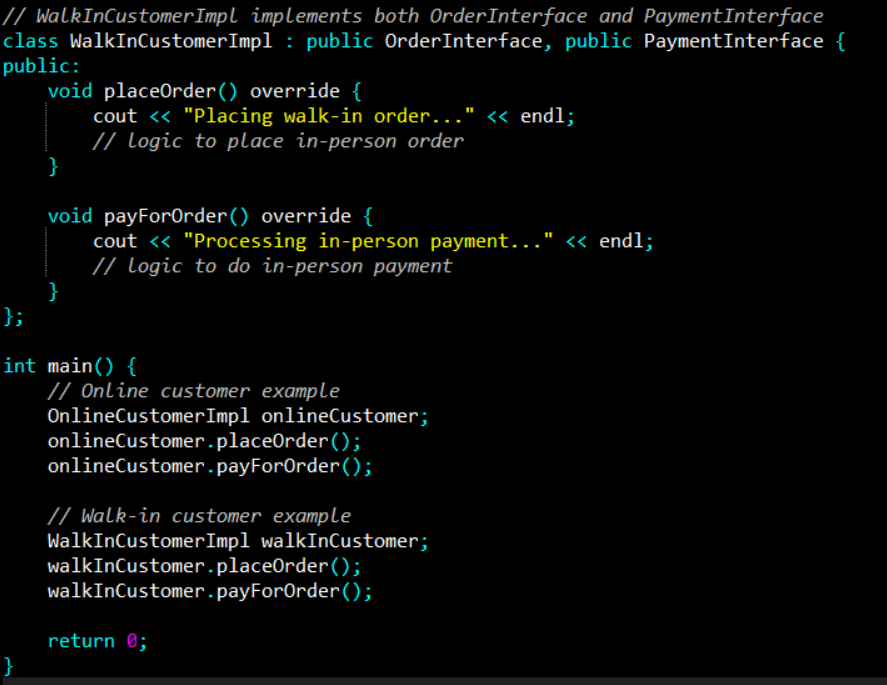 // WalkInCustomerImpl implements both OrderInterface and PaymentInterface
class WalkInCustomerImpl : public OrderInterface, public PaymentInterface {
public:
    void placeOrder() override {
        cout << "Placing walk-in order..." << endl;
        // logic to place in-person order
    }

    void payForOrder() override {
        cout << "Processing in-person payment..." << endl;
        // logic to do in-person payment
    }
};

int main() {
    // Online customer example
    OnlineCustomerImpl onlineCustomer;
    onlineCustomer.placeOrder();
    onlineCustomer.payForOrder();

    // Walk-in customer example
    WalkInCustomerImpl walkInCustomer;
    walkInCustomer.placeOrder();
    walkInCustomer.payForOrder();

    return 0;
}